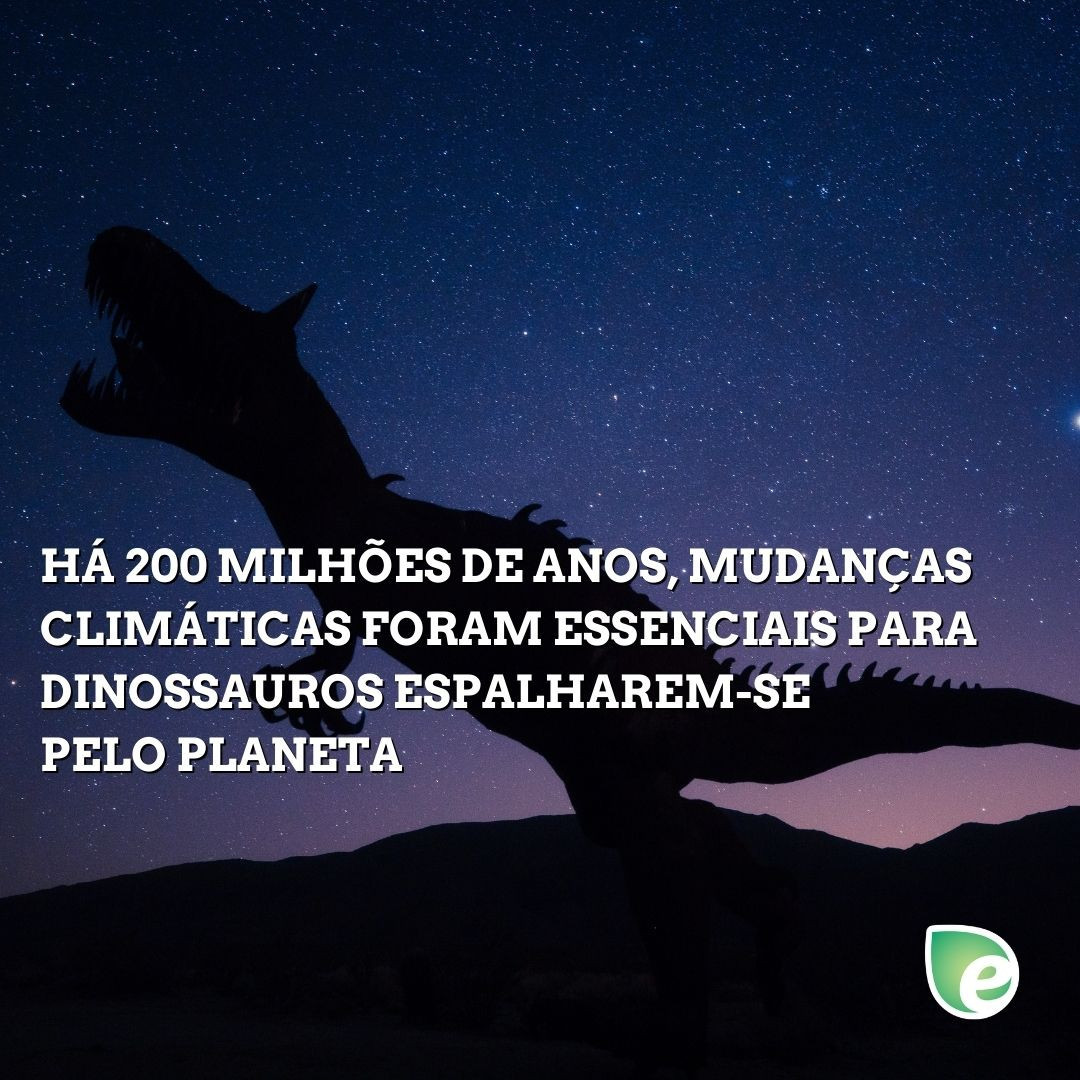 HÁ 200 MILHÕES DE ANOS, MUDANÇAS
CLIMÁTICAS FORAM ESSENCIAIS PARA
DINOSSAUROS ESPALHAREM-SE
PELO PLANETA
e